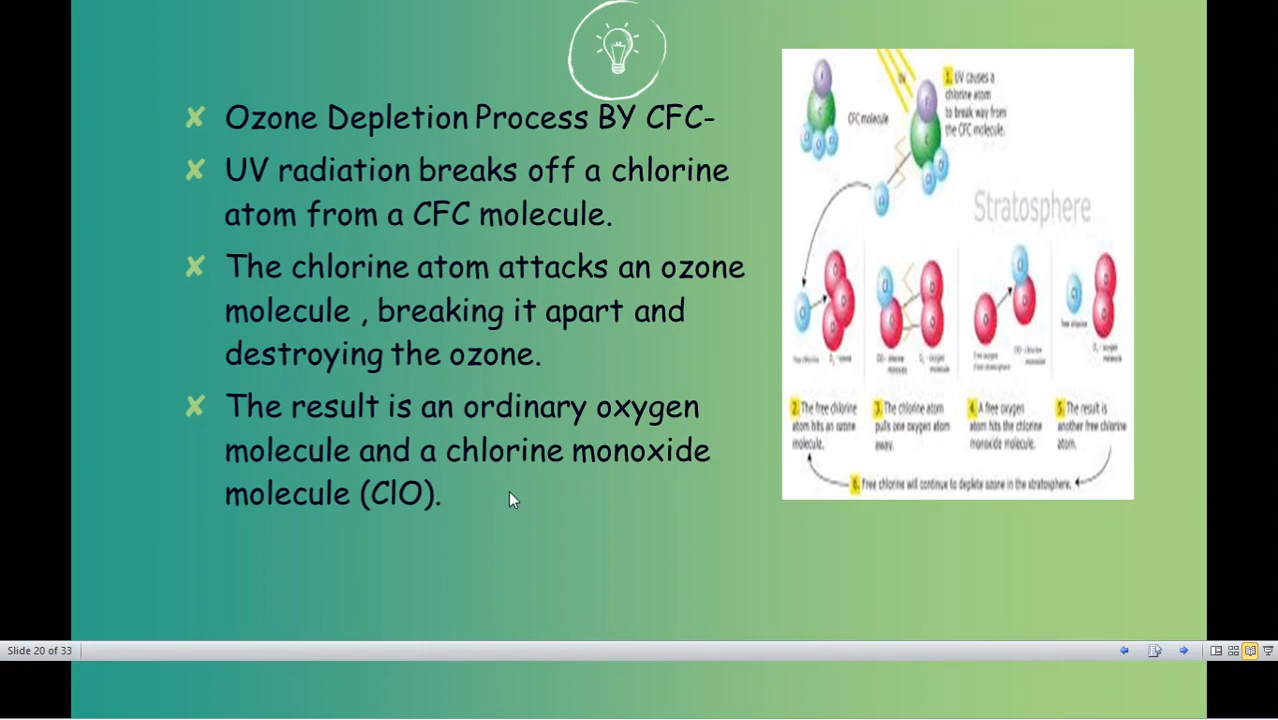 Ozone Depletion Process BY CFC-
UV radiation breaks off a chlorine
atom from a CFC molecule.
The chlorine atom attacks an ozone
molecule , breaking it apart and
destroying the ozone.
The result is an ordinary oxygen
molecule and a chlorine monoxide
molecule (ClO).
UV
CFC molecule
1. UV causes a
chlorine atom
to break way from
the CFC molecule.
Stratosphere
2. The free chlorine
atom hits an ozone
molecule.
3. The chlorine atom
pulls one oxygen atom
away.
4. A free oxygen
atom hits the chlorine
monoxide molecule.
5. The result is
another free chlorine
atom.
6. Free chlorine will continue to deplete ozone in the stratosphere.
Slide 20 of 33